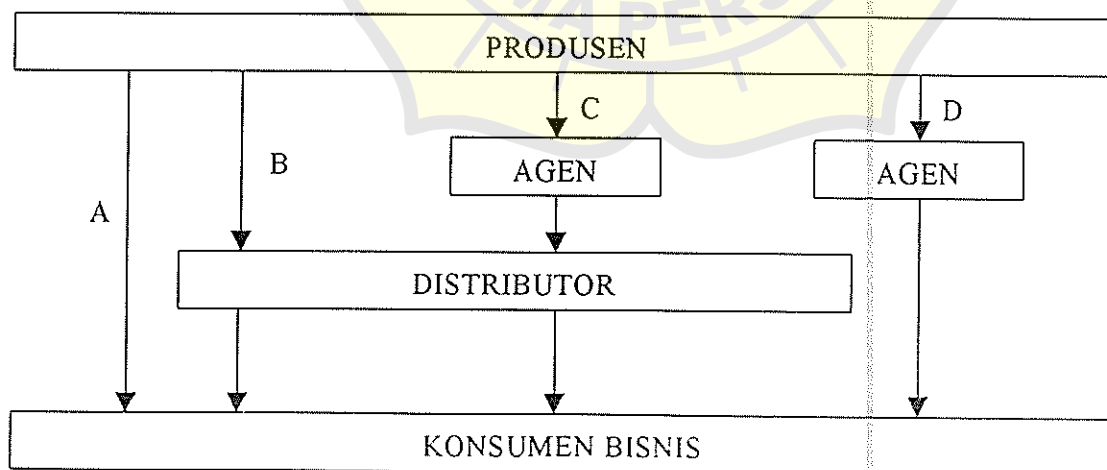 PRODUSEN
C
D
B
AGEN
AGEN
A
DISTRIBUTOR
KONSUMEN BISNIS